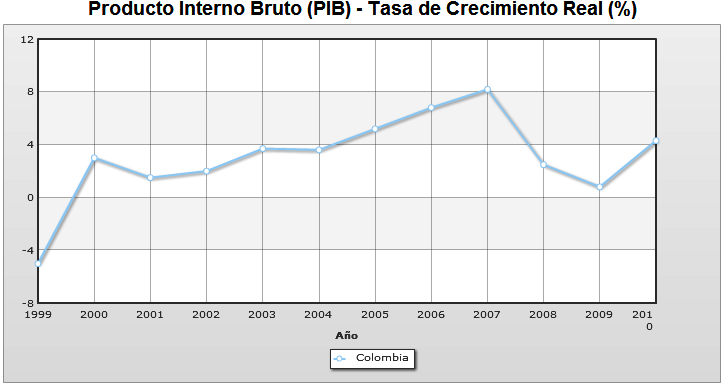 Producto Interno Bruto (PIB) - Tasa de Crecimiento Real (%)
12
8
4
0
-4
-8
1999 2000 2001 2002 2003 2004 2005 2006 2007 2008 2009 201
0
Año
Colombia